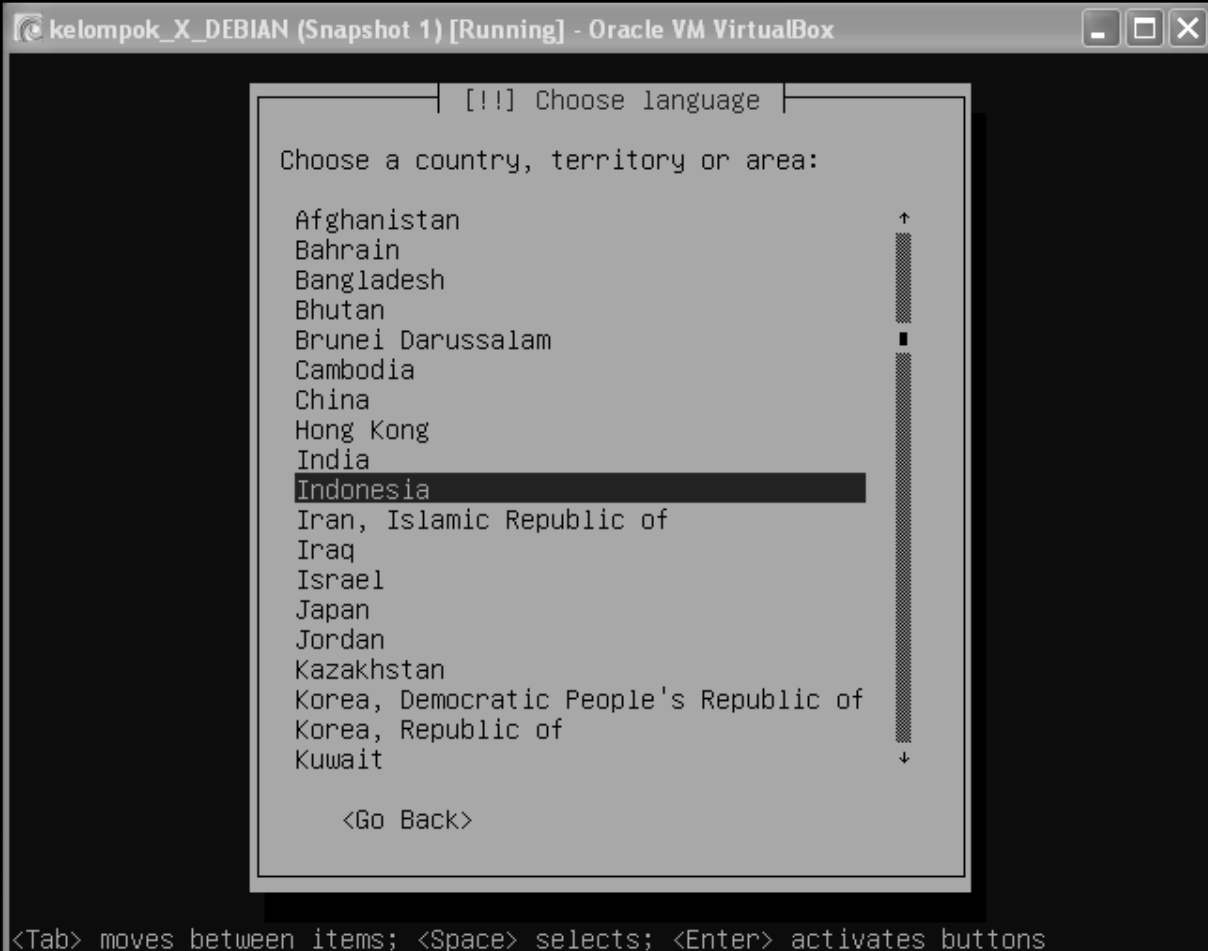 kelompok_X_DEBIAN (Snapshot 1) [Running] - Oracle VM VirtualBox
[!!] Choose language
Choose a country, territory or area:
Afghanistan
Bahrain
Bangladesh
Bhutan
Brunei Darussalam
Cambodia
China
Hong Kong
India
Indonesia
Iran, Islamic Republic of
Iraq
Israel
Japan
Jordan
Kazakhstan
Korea, Democratic People's Republic of
Korea, Republic of
Kuwait
<Go Back>
<Tab> moves between items; <Space> selects; <Enter> activates buttons